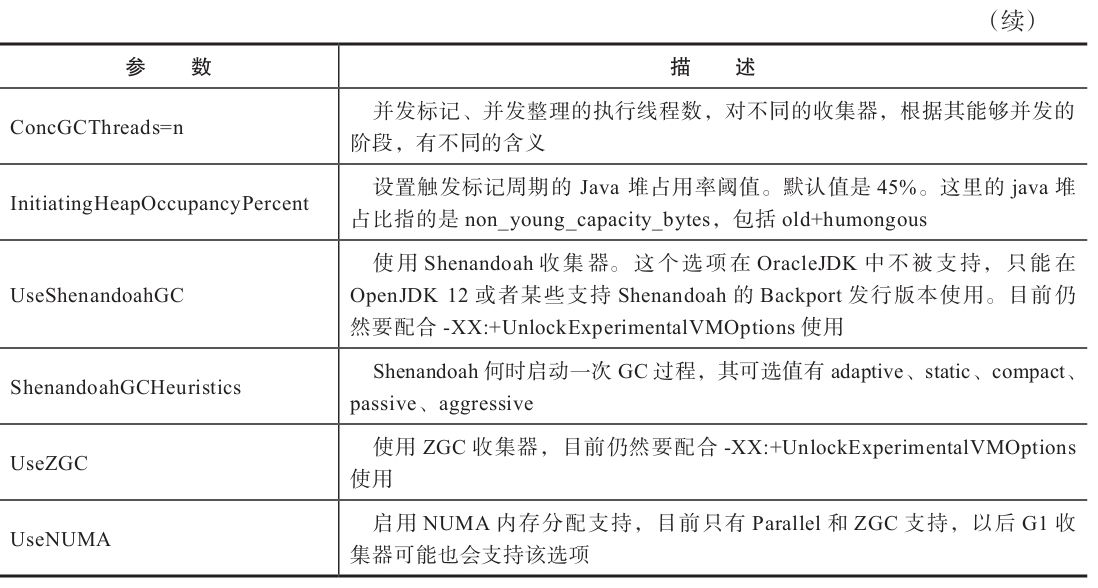 （续）
参 数 描 述
ConcGCThreads=n
并发标记、并发整理的执行线程数，对不同的收集器，根据其能够并发的
阶段，有不同的含义
InitiatingHeapOccupancyPercent
设置触发标记周期的 Java 堆占用率阈值。默认值是 45%。这里的 java 堆
占比指的是 non_young_capacity_bytes，包括 old+humongous
UseShenandoahGC
使用 Shenandoah 收集器。这个选项在 OracleJDK 中不被支持，只能在
OpenJDK 12 或者某些支持 Shenandoah 的 Backport 发行版本使用。目前仍
然要配合 -XX:+UnlockExperimentalVMOptions 使用
ShenandoahGCHeuristics
Shenandoah 何时启动一次 GC 过程，其可选值有 adaptive、static、compact、
passive、aggressive
UseZGC
使用 ZGC 收集器，目前仍然要配合 -XX:+UnlockExperimentalVMOptions
使用
UseNUMA
启用 NUMA 内存分配支持，目前只有 Parallel 和 ZGC 支持，以后 G1 收
集器可能也会支持该选项